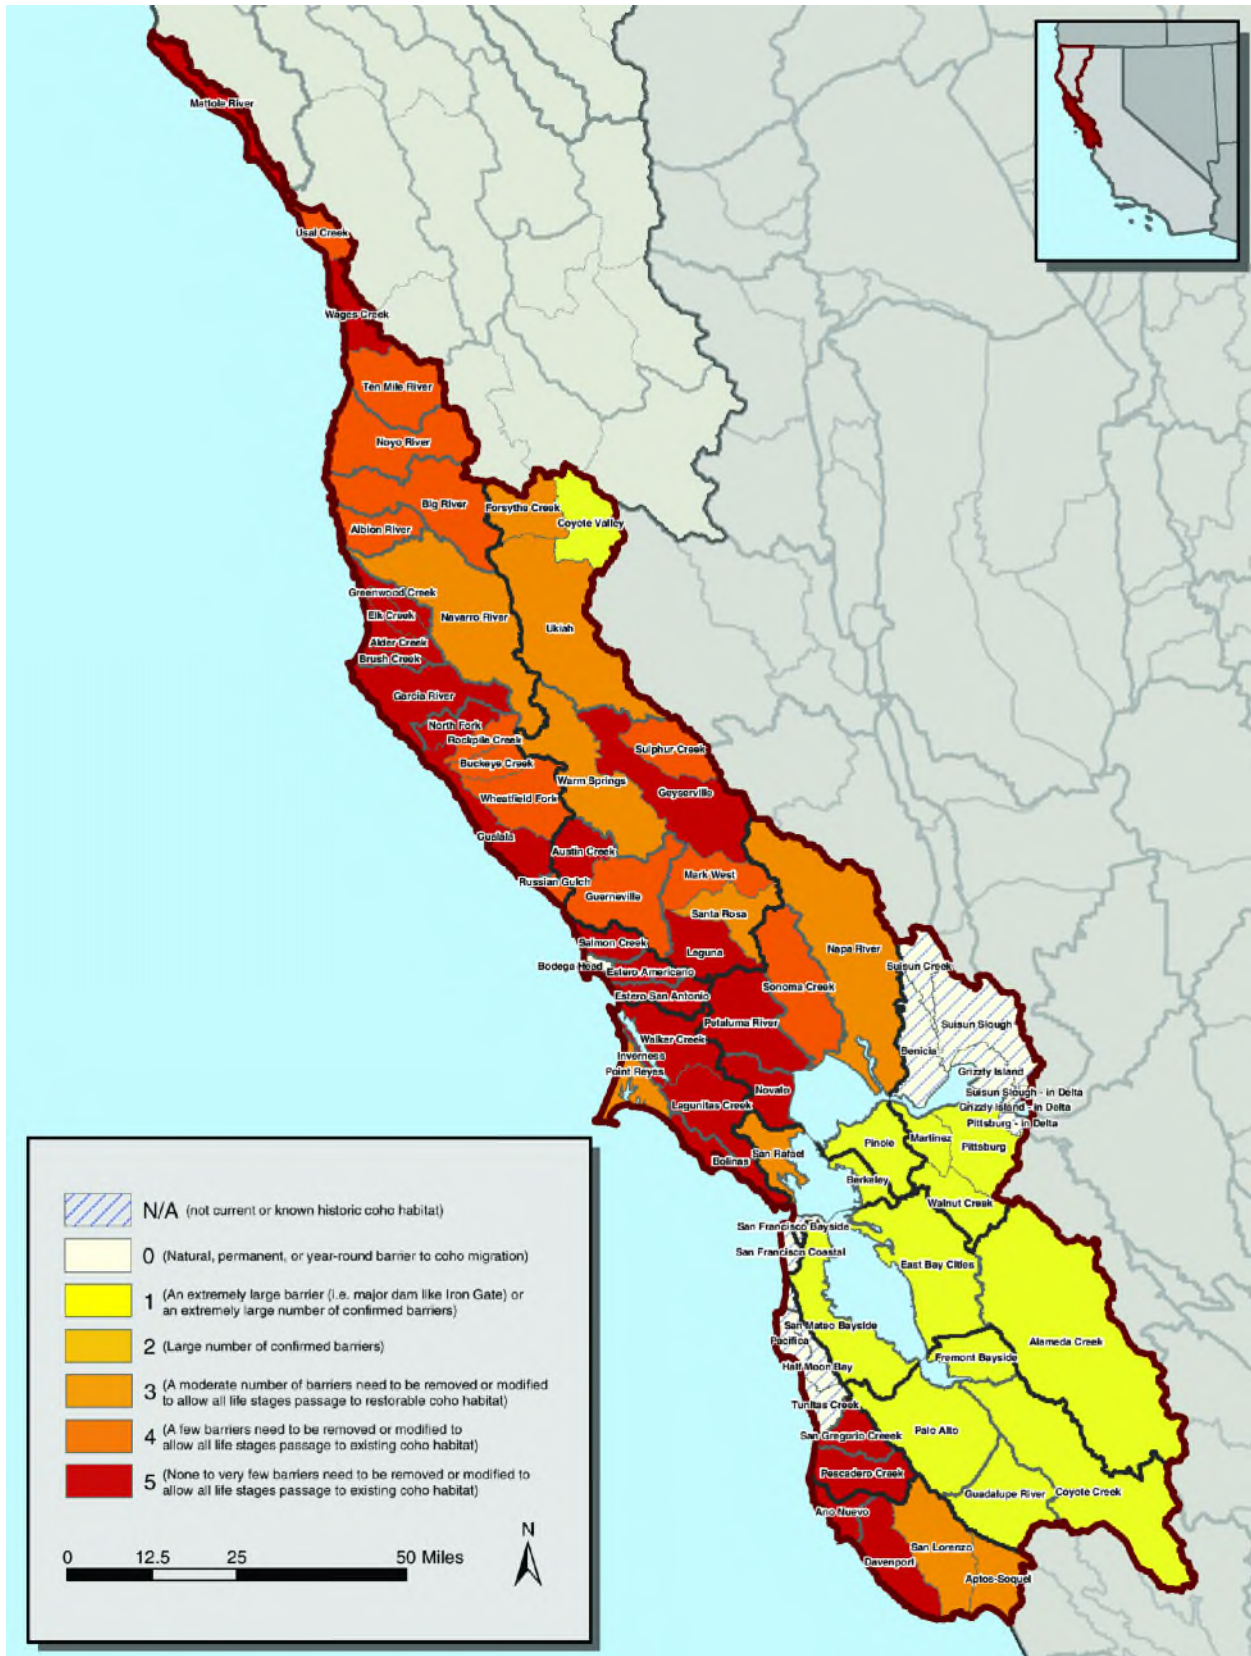 Mattole River
Usal Creek
Wages Creek
Ten Mile River
Noyo River
Big River
Forsythe Creek
Coyote Valley
Albion River
Greenwood Creek
Elk Creek
Navarro River
Ukiah
Alder Creek
Brush Creek
Garcia River
North Fork
Rockpile Creek
Sulphur Creek
Buckeye Creek
Warm Springs
Geyserville
Wheatfield Fork
Gualala
Austin Creek
Russian Gulch
Mark West
Guerneville
Santa Rosa
Salmon Creek
Laguna
Napa River
Bodega Head
Estero Americano
Suisun Creek
Sonoma Creek
Estero San Antonio
Petaluma River
Suisun Slough
Walker Creek
Benicia
Inverness
Point Reyes
Grizzly Island
Novato
Suisun Slough - in Delta
Lagunitas Creek
Grizzly Island - in Delta
Pittsburg - in Delta
Pinole
Martinez
Pittsburg
San Rafael
Bolinas
Berkeley
Walnut Creek
San Francisco Bayside
San Francisco Coastal
East Bay Cities
San Mateo Bayside
Pacifica
Alameda Creek
Fremont Bayside
Half Moon Bay
Tunitas Creek
Palo Alto
San Gregorio Creeek
Pescadero Creek
Guadalupe River
Coyote Creek
Ano Nuevo
San Lorenzo
Davenport
Aptos-Soquel
N/A (not current or known historic coho habitat)
0 (Natural, permanent, or year-round barrier to coho migration)
1 (An extremely large barrier (i.e. major dam like Iron Gate) or
an extremely large number of confirmed barriers)
2 (Large number of confirmed barriers)
3 (A moderate number of barriers need to be removed or modified
to allow all life stages passage to restorable coho habitat)
4 (A few barriers need to be removed or modified to
allow all life stages passage to existing coho habitat)
5 (None to very few barriers need to be removed or modified to
allow all life stages passage to existing coho habitat)
N
0 12.5 25 50 Miles